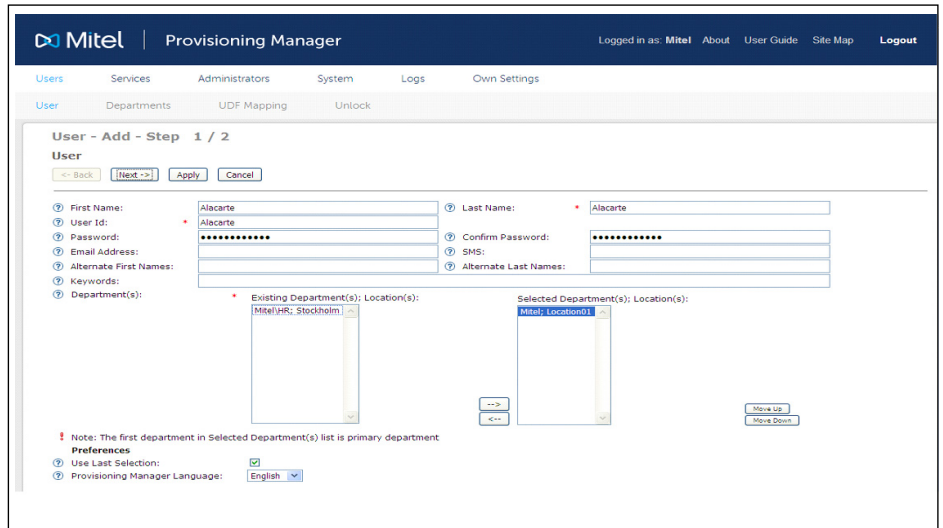 Mitel | Provisioning Manager
Logged in as: Mitel About User Guide Site Map Logout
Users Services Administrators System Logs Own Settings
User Departments UDF Mapping Unlock
User - Add - Step 1 / 2
User
<- Back Next -> Apply Cancel
? First Name: Alacarte ? Last Name: * Alacarte
? User Id: * Alacarte
? Password: •••••••••••• ? Confirm Password: ••••••••••••
? Email Address: ? SMS:
? Alternate First Names: ? Alternate Last Names:
? Keywords:
? Department(s): * Existing Department(s); Location(s): Selected Department(s); Location(s):
Mitel\HR; Stockholm Mitel; Location01
-->
<--
Move Up
Move Down
! Note: The first department in Selected Department(s) list is primary department
Preferences
? Use Last Selection:
? Provisioning Manager Language: English